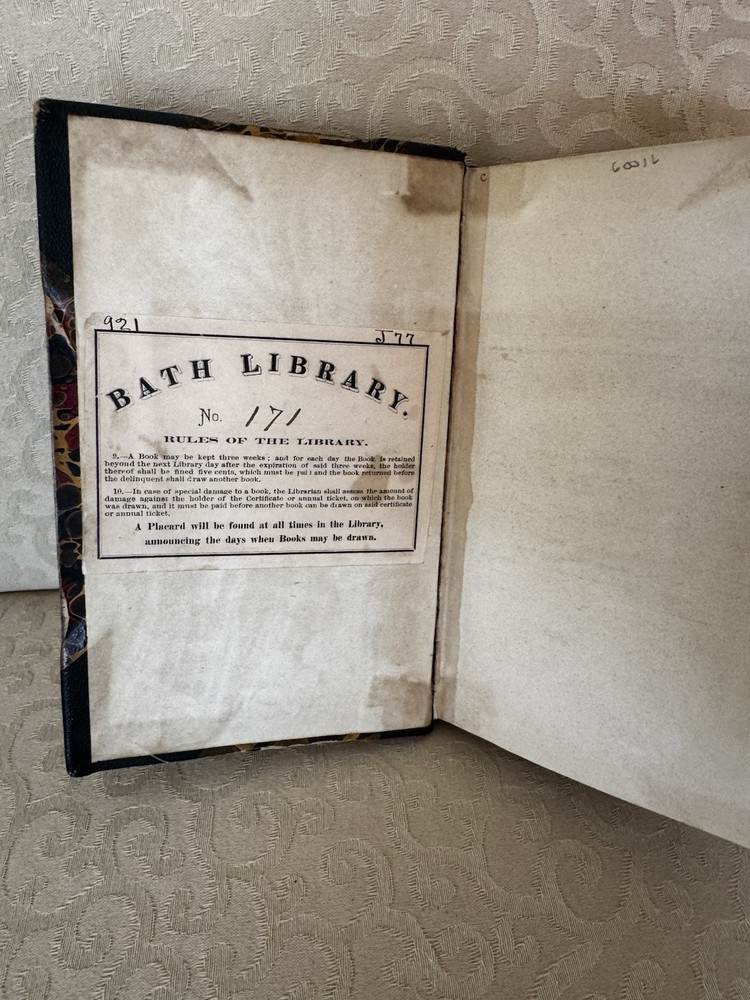 921
J77
BATH LIBRARY.
No. 171
RULES OF THE LIBRARY.
9.—A Book may be kept three weeks; and for each day the Book is retained
beyond the next Library day after the expiration of said three weeks, the holder
thereof shall be fined five cents, which must be paid and the book returned before
the delinquent shall draw another book.
10.—In case of special damage to a book, the Librarian shall assess the amount of
damage against the holder of the Certificate or annual ticket, on which the book
was drawn, and it must be paid before another book can be drawn on said certificate
or annual ticket.
A Placard will be found at all times in the Library,
announcing the days when Books may be drawn.